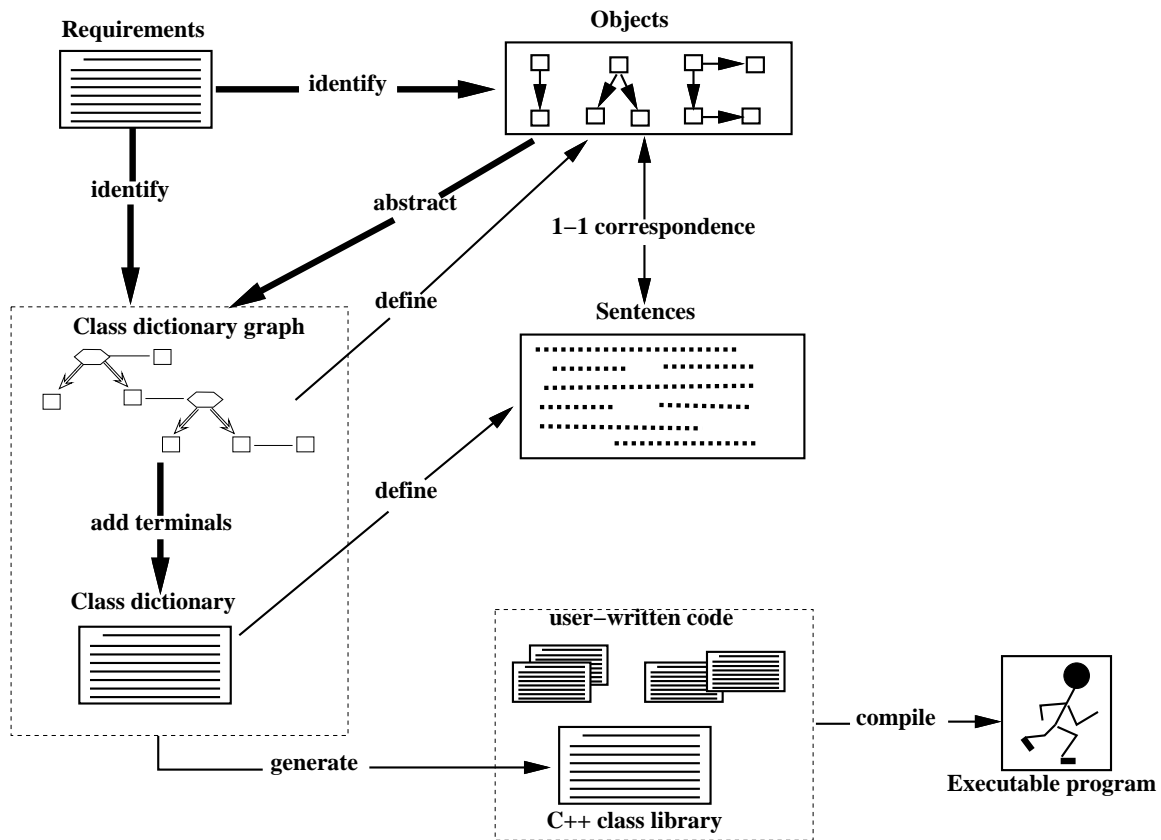 Requirements
Objects
identify
identify
abstract
1−1 correspondence
define
Sentences
Class dictionary graph
define
add terminals
Class dictionary
user−written code
compile
generate
Executable program
C++ class library